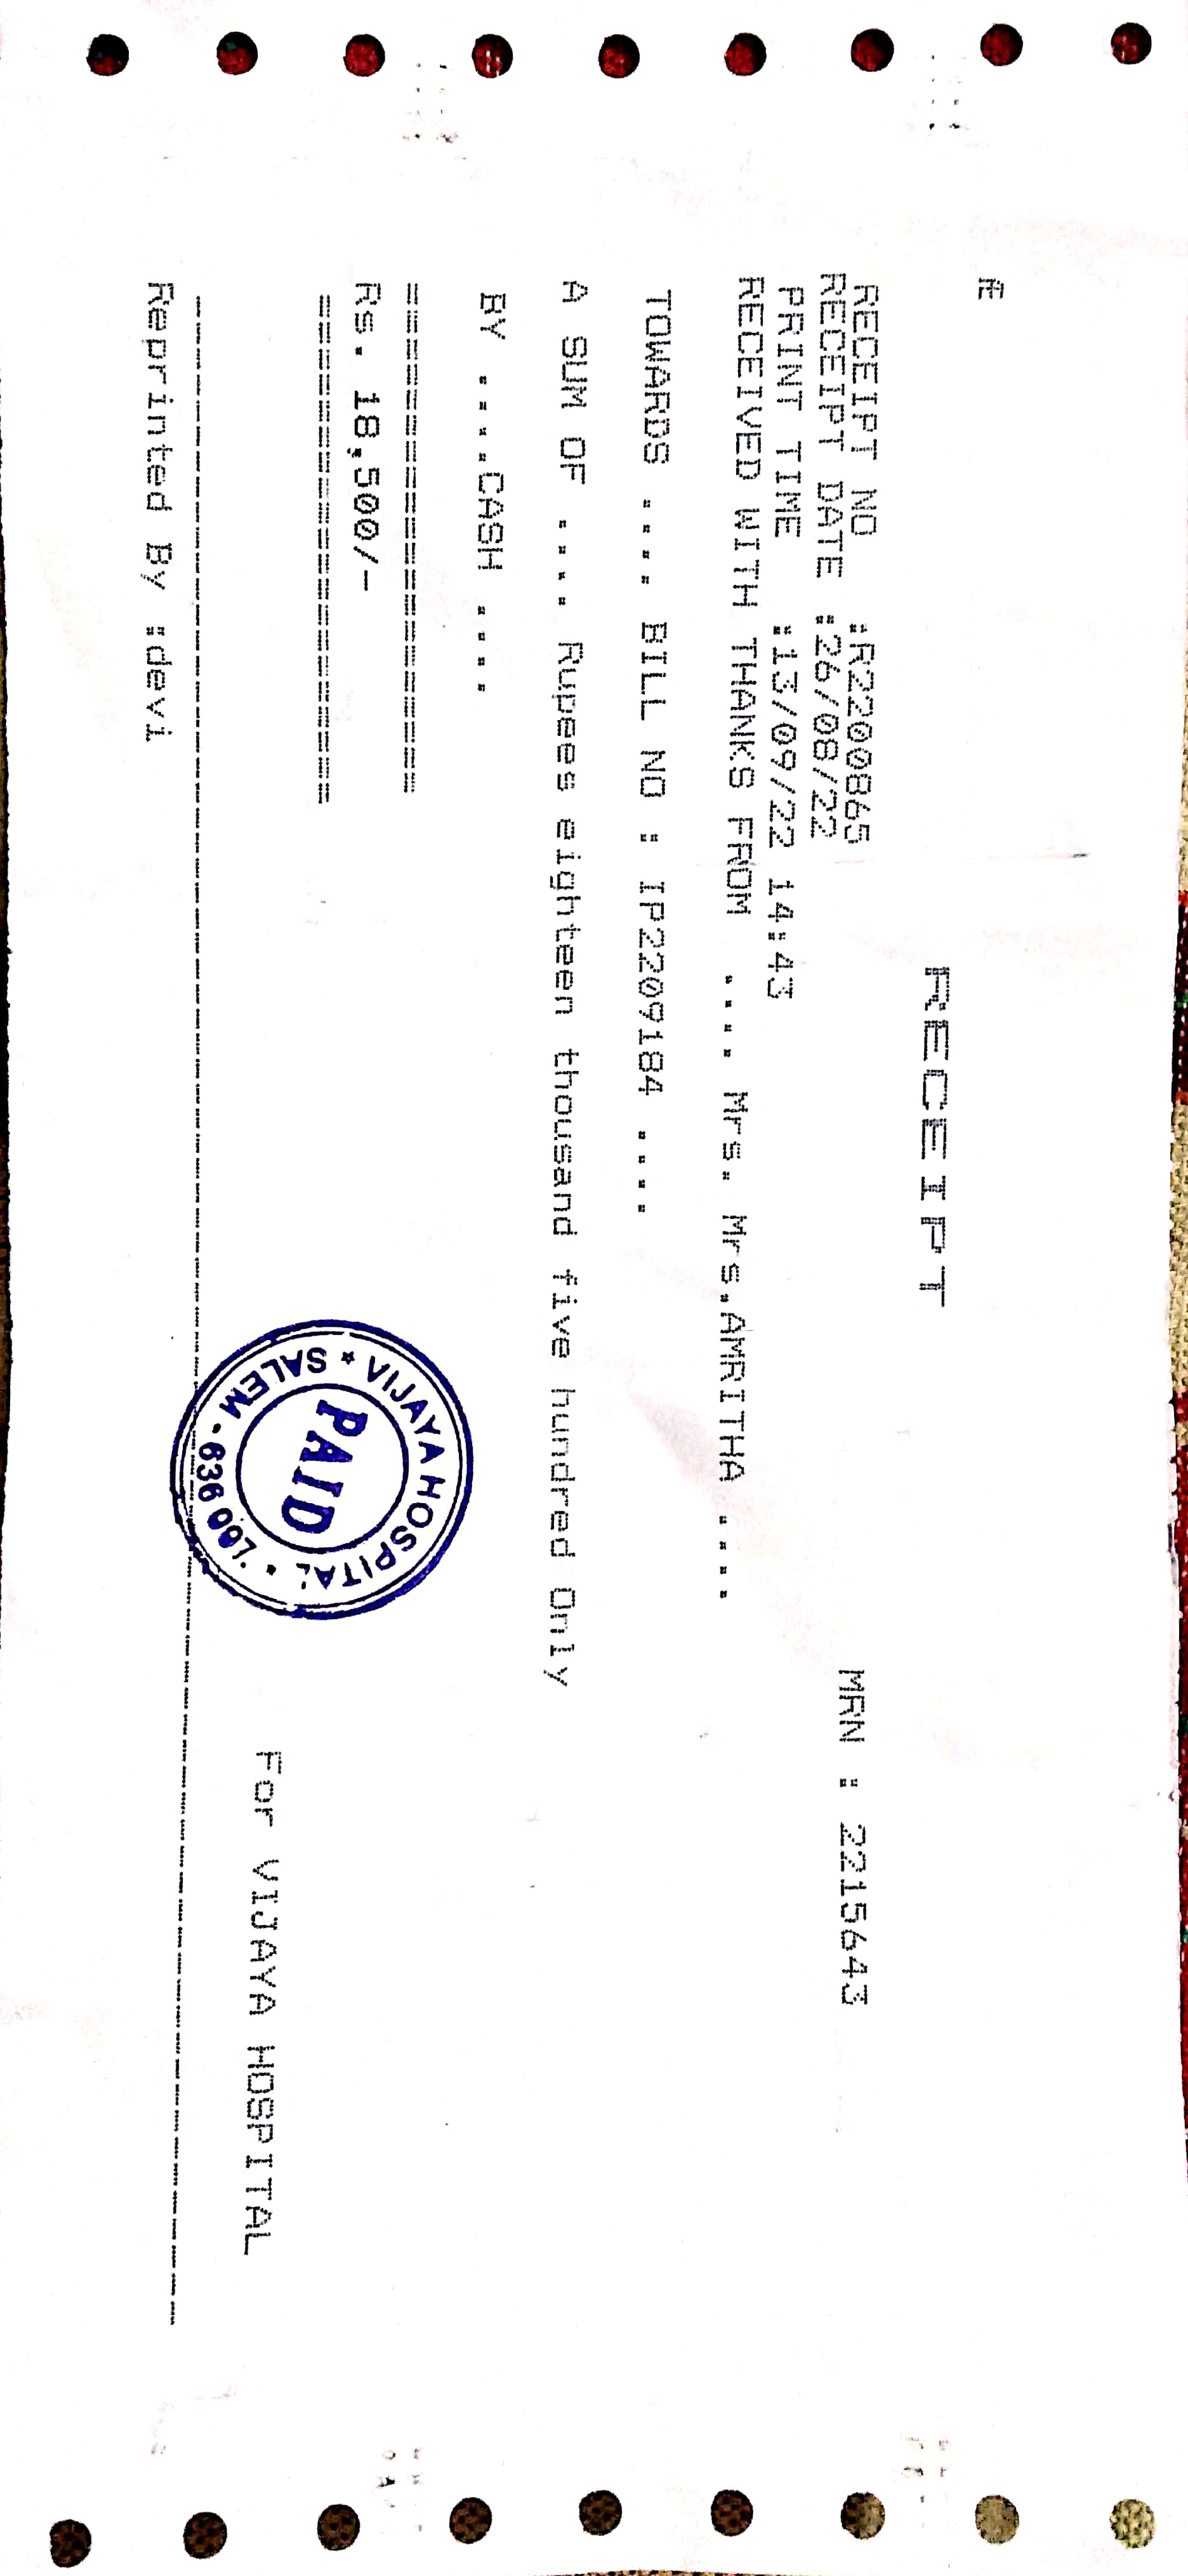 RECEIPT
RECEIPT NO :R2200865 MRN : 2215643
RECEIPT DATE :26/08/22
PRINT TIME :13/09/22 14:43
RECEIVED WITH THANKS FROM .... Mrs. Mrs.AMRITHA ....
TOWARDS .... BILL NO : IP2209184 ....
A SUM OF .... Rupees eighteen thousand five hundred Only
BY ....CASH ....
Rs. 18,500/-
VIJAYA HOSPITAL
PAID
SALEM - 636 007.
For VIJAYA HOSPITAL
Reprinted By :devi